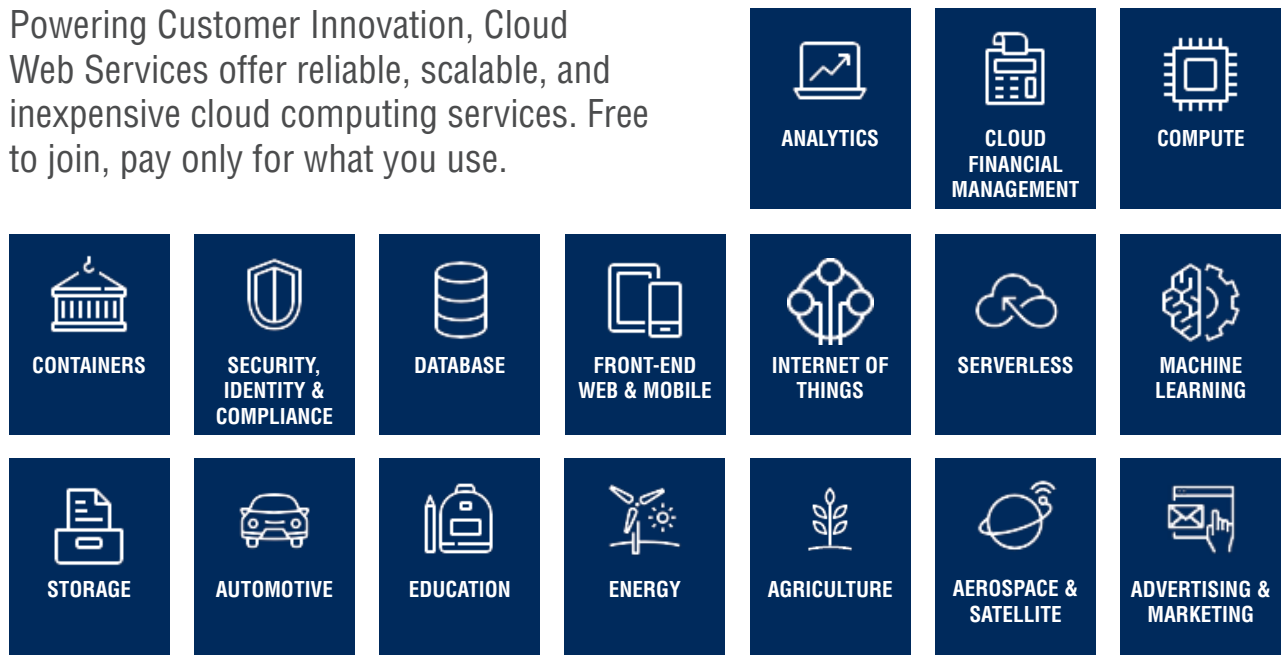 Powering Customer Innovation, Cloud
Web Services offer reliable, scalable, and
inexpensive cloud computing services. Free
to join, pay only for what you use.
ANALYTICS
CLOUD
FINANCIAL
MANAGEMENT
COMPUTE
CONTAINERS
SECURITY,
IDENTITY &
COMPLIANCE
DATABASE
FRONT-END
WEB & MOBILE
INTERNET OF
THINGS
SERVERLESS
MACHINE
LEARNING
STORAGE
AUTOMOTIVE
EDUCATION
ENERGY
AGRICULTURE
AEROSPACE &
SATELLITE
ADVERTISING &
MARKETING